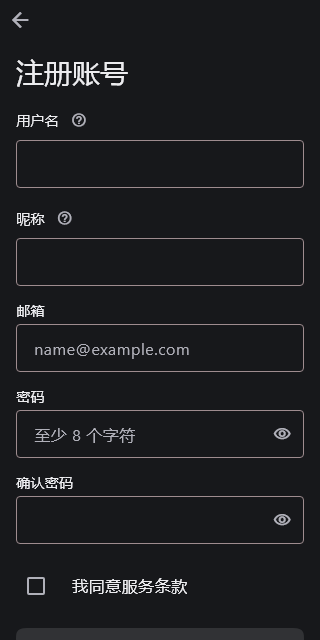 注册账号
用户名
昵称
邮箱
name@example.com
密码
至少 8 个字符
确认密码
我同意服务条款